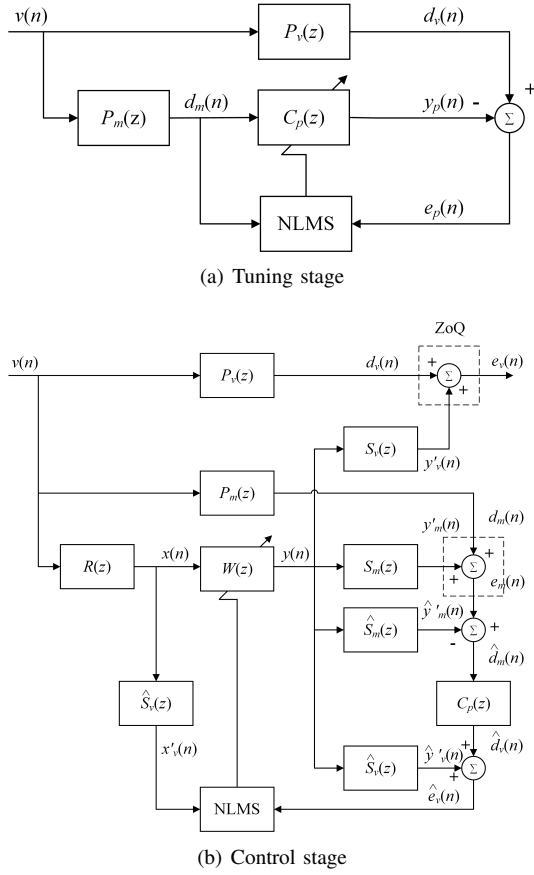 v(n)
P_v(z)
d_v(n)
+
P_m(z)
d_m(n)
C_p(z)
y_p(n)
-
Σ
NLMS
e_p(n)
(a) Tuning stage
ZoQ
v(n)
P_v(z)
d_v(n)
+
Σ
+
e_v(n)
S_v(z)
y'_v(n)
P_m(z)
d_m(n)
y'_m(n)
R(z)
x(n)
W(z)
y(n)
S_m(z)
+
Σ
+
e_m(n)
Ŝ_m(z)
ŷ'_m(n)
Σ
+
-
d̂_m(n)
Ŝ_v(z)
C_p(z)
x'_v(n)
d̂_v(n)
Ŝ_v(z)
ŷ'_v(n)
+
+
Σ
ê_v(n)
NLMS
(b) Control stage